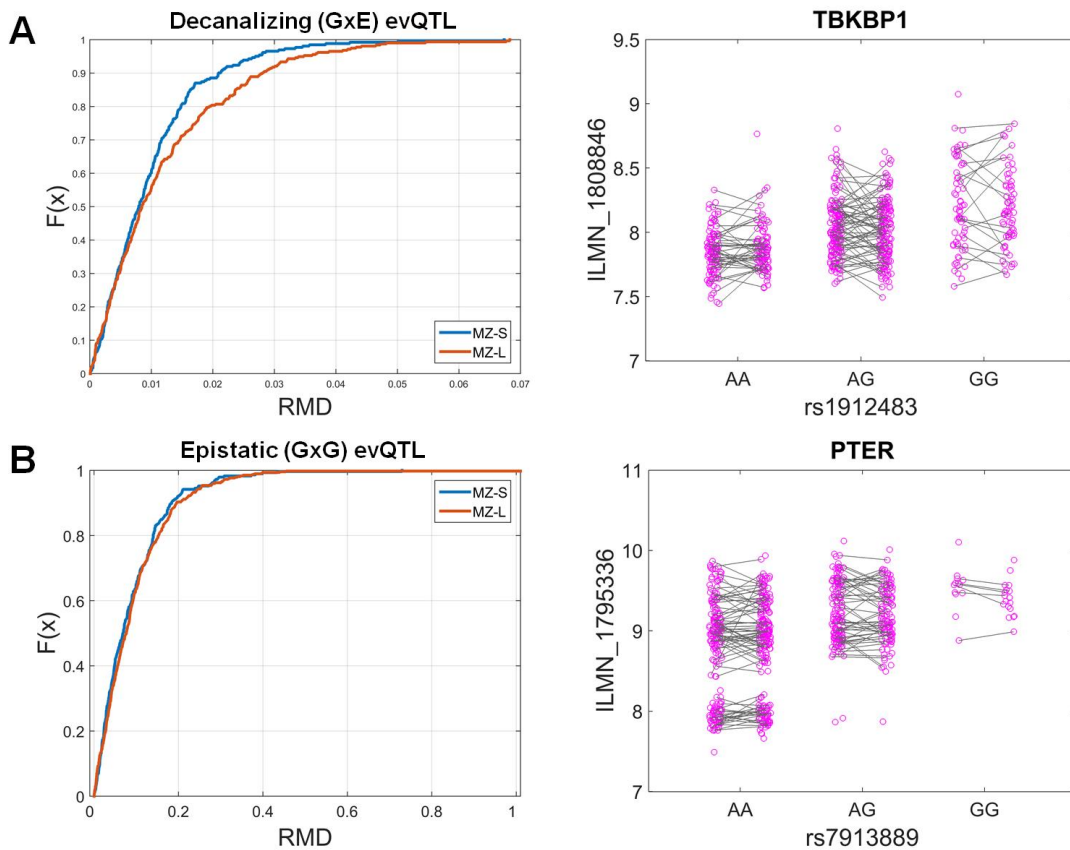 A
Decanalizing (GxE) evQTL
1
0.9
0.8
0.7
0.6
0.5
0.4
0.3
0.2
0.1
0
F(x)
MZ-S
MZ-L
0 0.01 0.02 0.03 0.04 0.05 0.06 0.07
RMD
TBKBP1
9.5
9
8.5
8
7.5
7
ILMN_1808846
AA AG GG
rs1912483
B
Epistatic (GxG) evQTL
1
0.8
0.6
0.4
0.2
0
F(x)
MZ-S
MZ-L
0 0.2 0.4 0.6 0.8 1
RMD
PTER
11
10
9
8
7
ILMN_1795336
AA AG GG
rs7913889